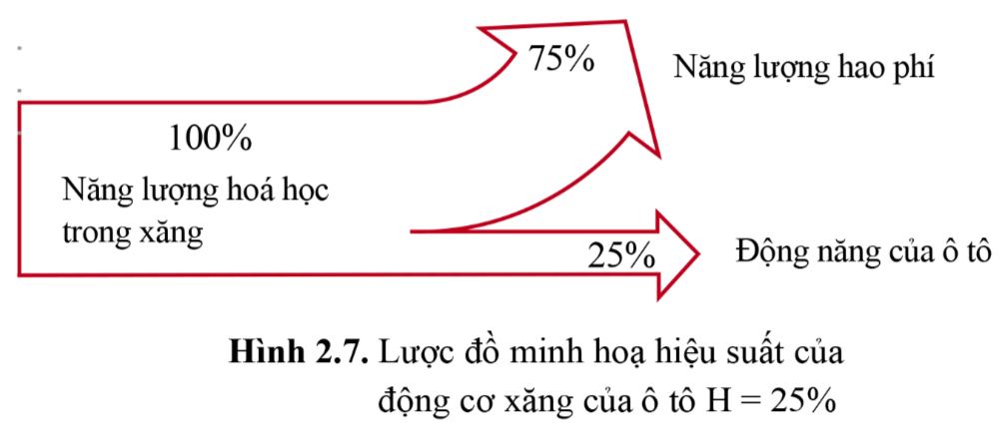 75%
Năng lượng hao phí
100%
Năng lượng hoá học
trong xăng
25%
Động năng của ô tô
Hình 2.7. Lược đồ minh hoạ hiệu suất của
động cơ xăng của ô tô H = 25%